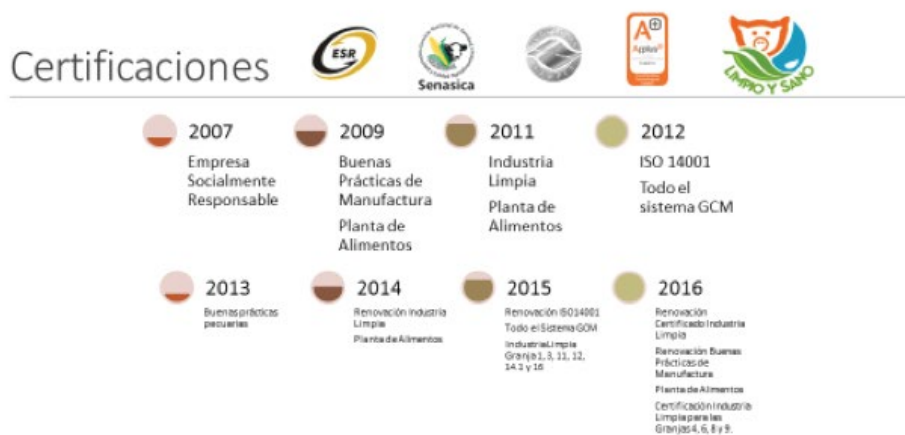 Certificaciones
ESR
Senasica
A+
Applus⊕
LIMPIO Y SANO
2007
Empresa
Socialmente
Responsable
2009
Buenas
Prácticas de
Manufactura
Planta de
Alimentos
2011
Industria
Limpia
Planta de
Alimentos
2012
ISO 14001
Todo el
sistema GCM
2013
Buenas prácticas
pecuarias
2014
Renovación Industria
Limpia
Planta de Alimentos
2015
Renovación ISO14001
Todo el Sistema GCM
Industria Limpia
Granja 1, 3, 11, 12,
14.1 y 16
2016
Renovación
Certificado Industria
Limpia
Renovación Buenas
Prácticas de
Manufactura
Planta de Alimentos
Certificación Industria
Limpia para las
Granjas 4, 6, 8 y 9.